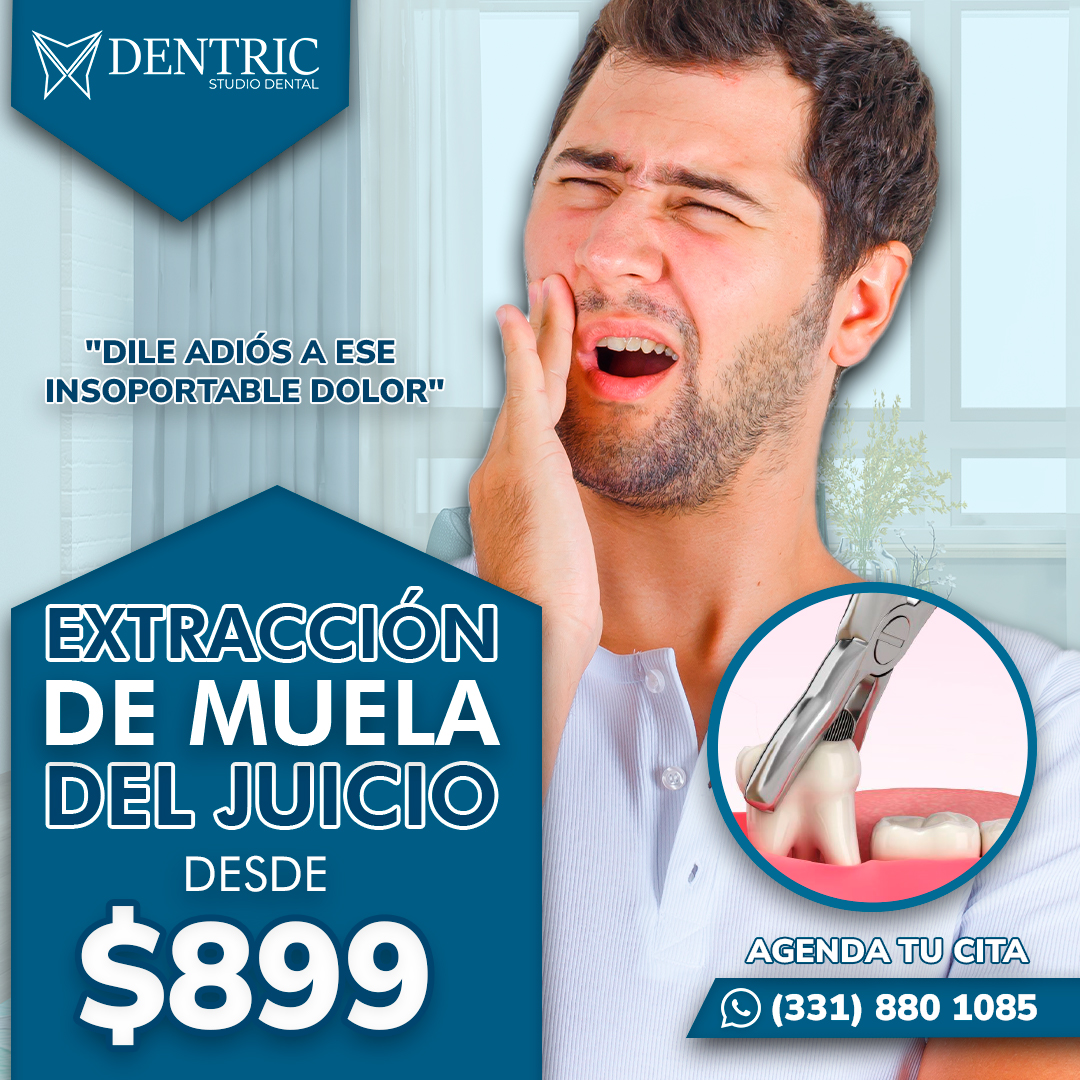 DENTRIC
STUDIO DENTAL
"DILE ADIÓS A ESE
INSOPORTABLE DOLOR"
EXTRACCIÓN
DE MUELA
DEL JUICIO
DESDE
$899
AGENDA TU CITA
(331) 880 1085